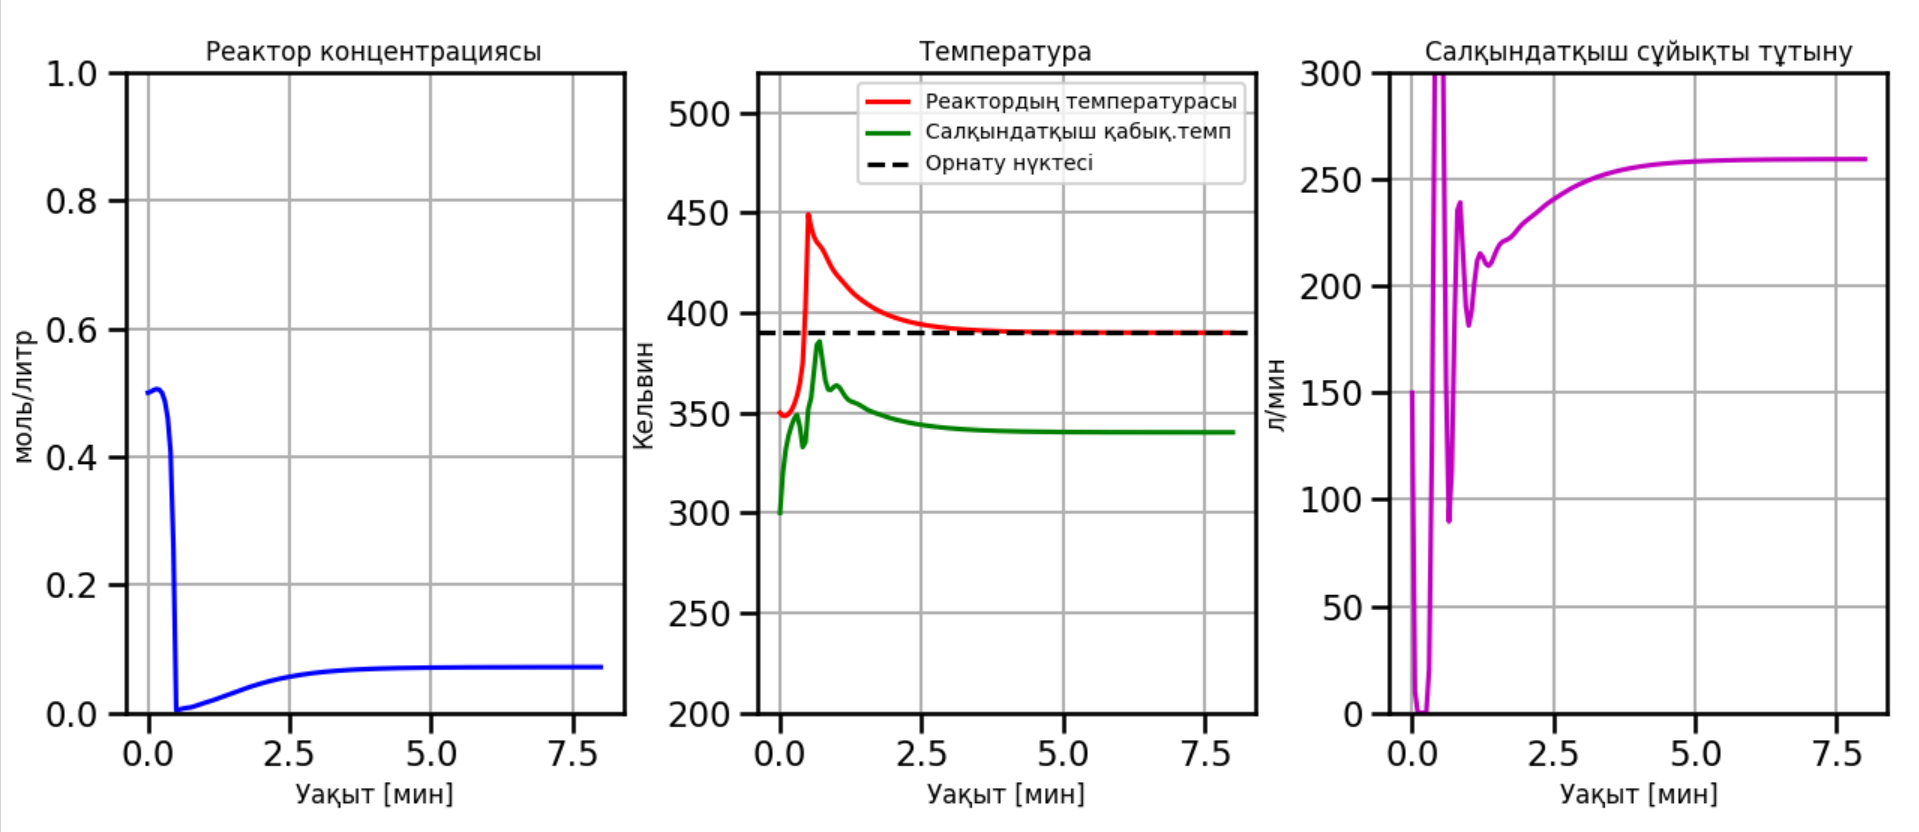 Реактор концентрациясы
1.0
0.8
0.6
0.4
0.2
0.0
моль/литр
0.0 2.5 5.0 7.5
Уақыт [мин]
Температура
500
450
400
350
300
250
200
Кельвин
Реактордың температурасы
Салқындатқыш қабық.темп
Орнату нүктесі
0.0 2.5 5.0 7.5
Уақыт [мин]
Салқындатқыш сұйықты тұтыну
300
250
200
150
100
50
0
л/мин
0.0 2.5 5.0 7.5
Уақыт [мин]